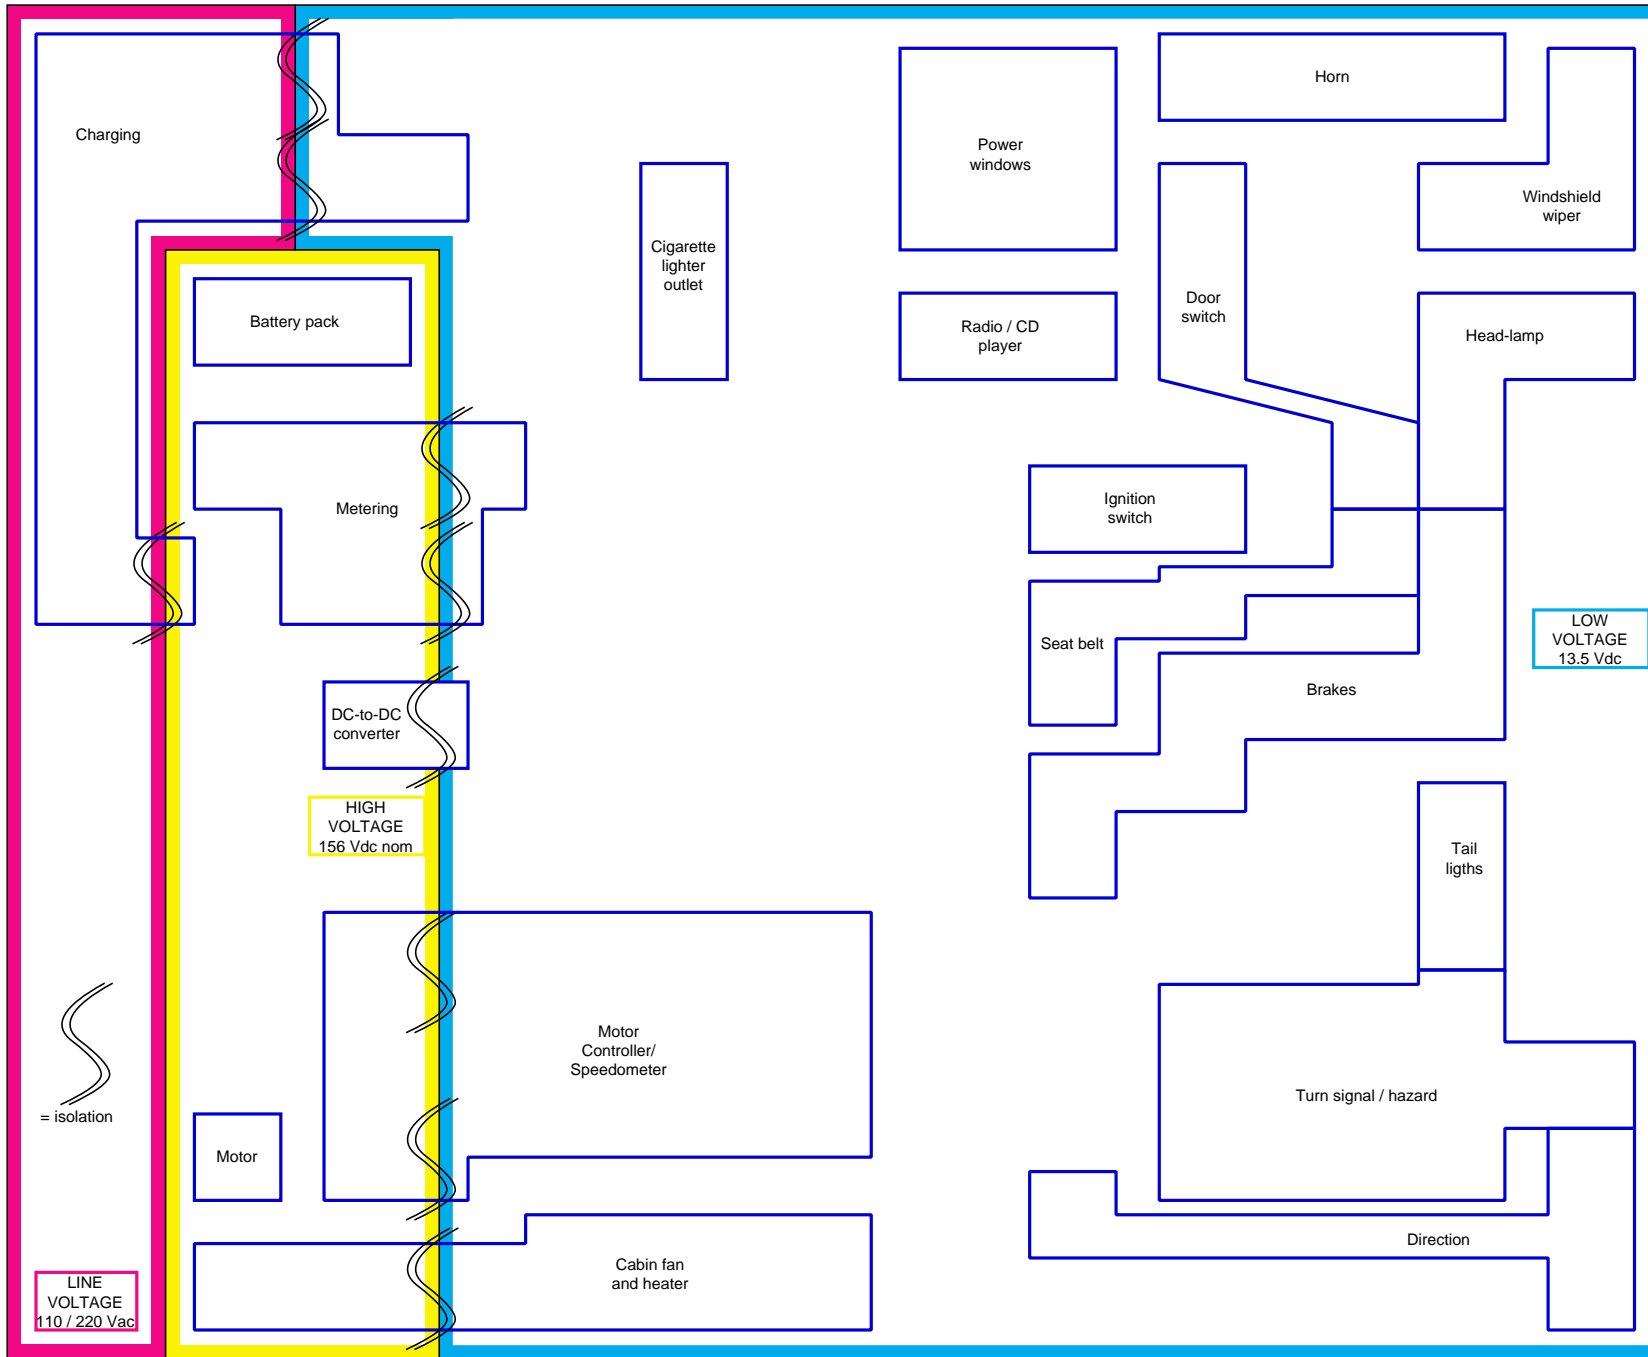 Charging
Horn
Power
windows
Windshield
wiper
Cigarette
lighter
outlet
Door
switch
Battery pack
Radio / CD
player
Head-lamp
Metering
Ignition
switch
LOW
VOLTAGE
13.5 Vdc
Seat belt
Brakes
DC-to-DC
converter
HIGH
VOLTAGE
156 Vdc nom
Tail
ligths
Motor
Controller/
Speedometer
= isolation
Turn signal / hazard
Motor
Direction
Cabin fan
and heater
LINE
VOLTAGE
110 / 220 Vac